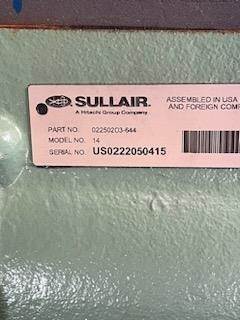 SULLAIR.
A Hitachi Group Company
ASSEMBLED IN USA
AND FOREIGN COMP
PART NO. 02250203-644
MODEL NO. 14
SERIAL NO. US0222050415